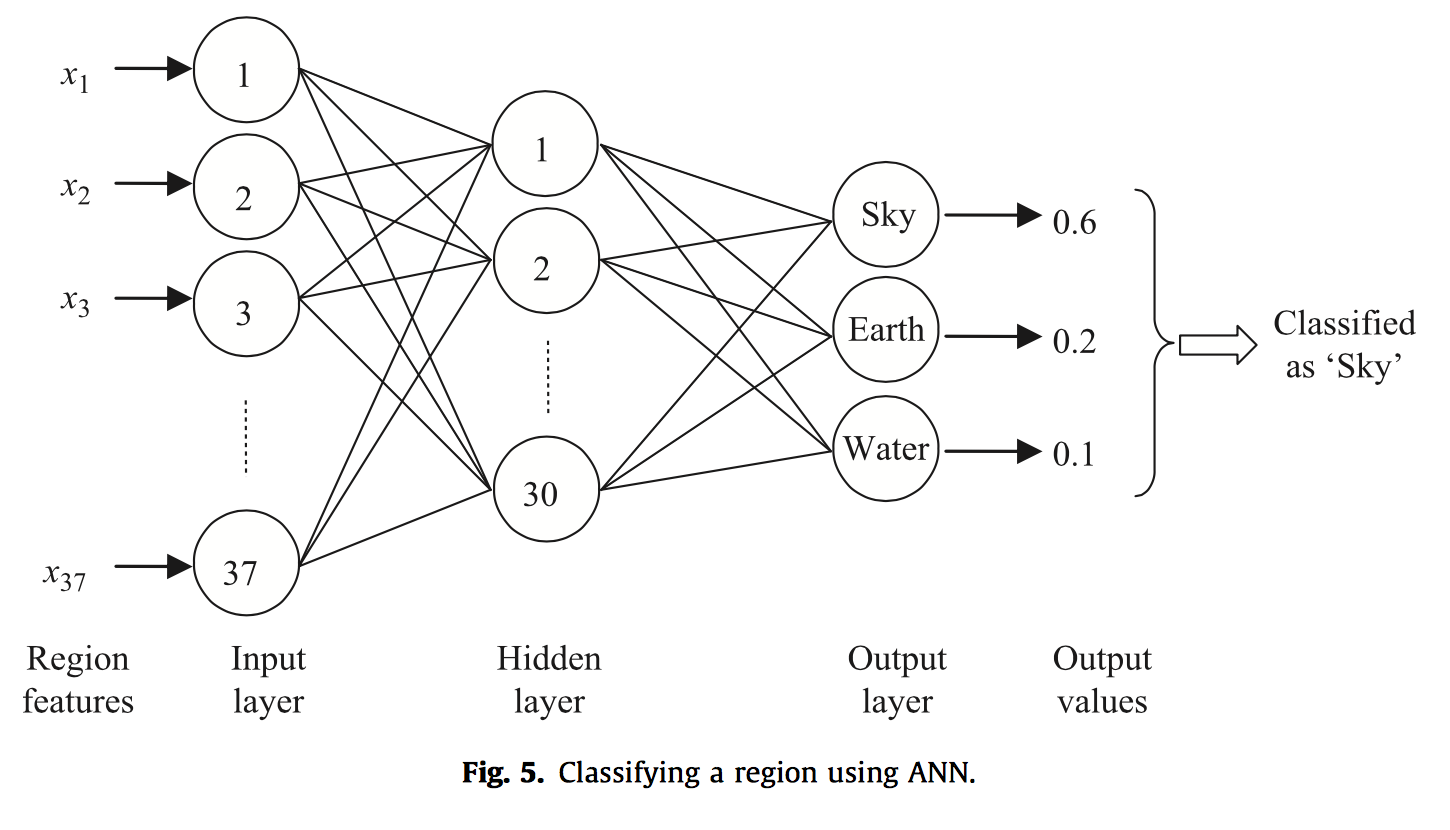 x1
1
x2
2
x3
3
x37
37
1
2
30
Sky
Earth
Water
0.6
0.2
0.1
Classified
as ‘Sky’
Region
features
Input
layer
Hidden
layer
Output
layer
Output
values
Fig. 5. Classifying a region using ANN.